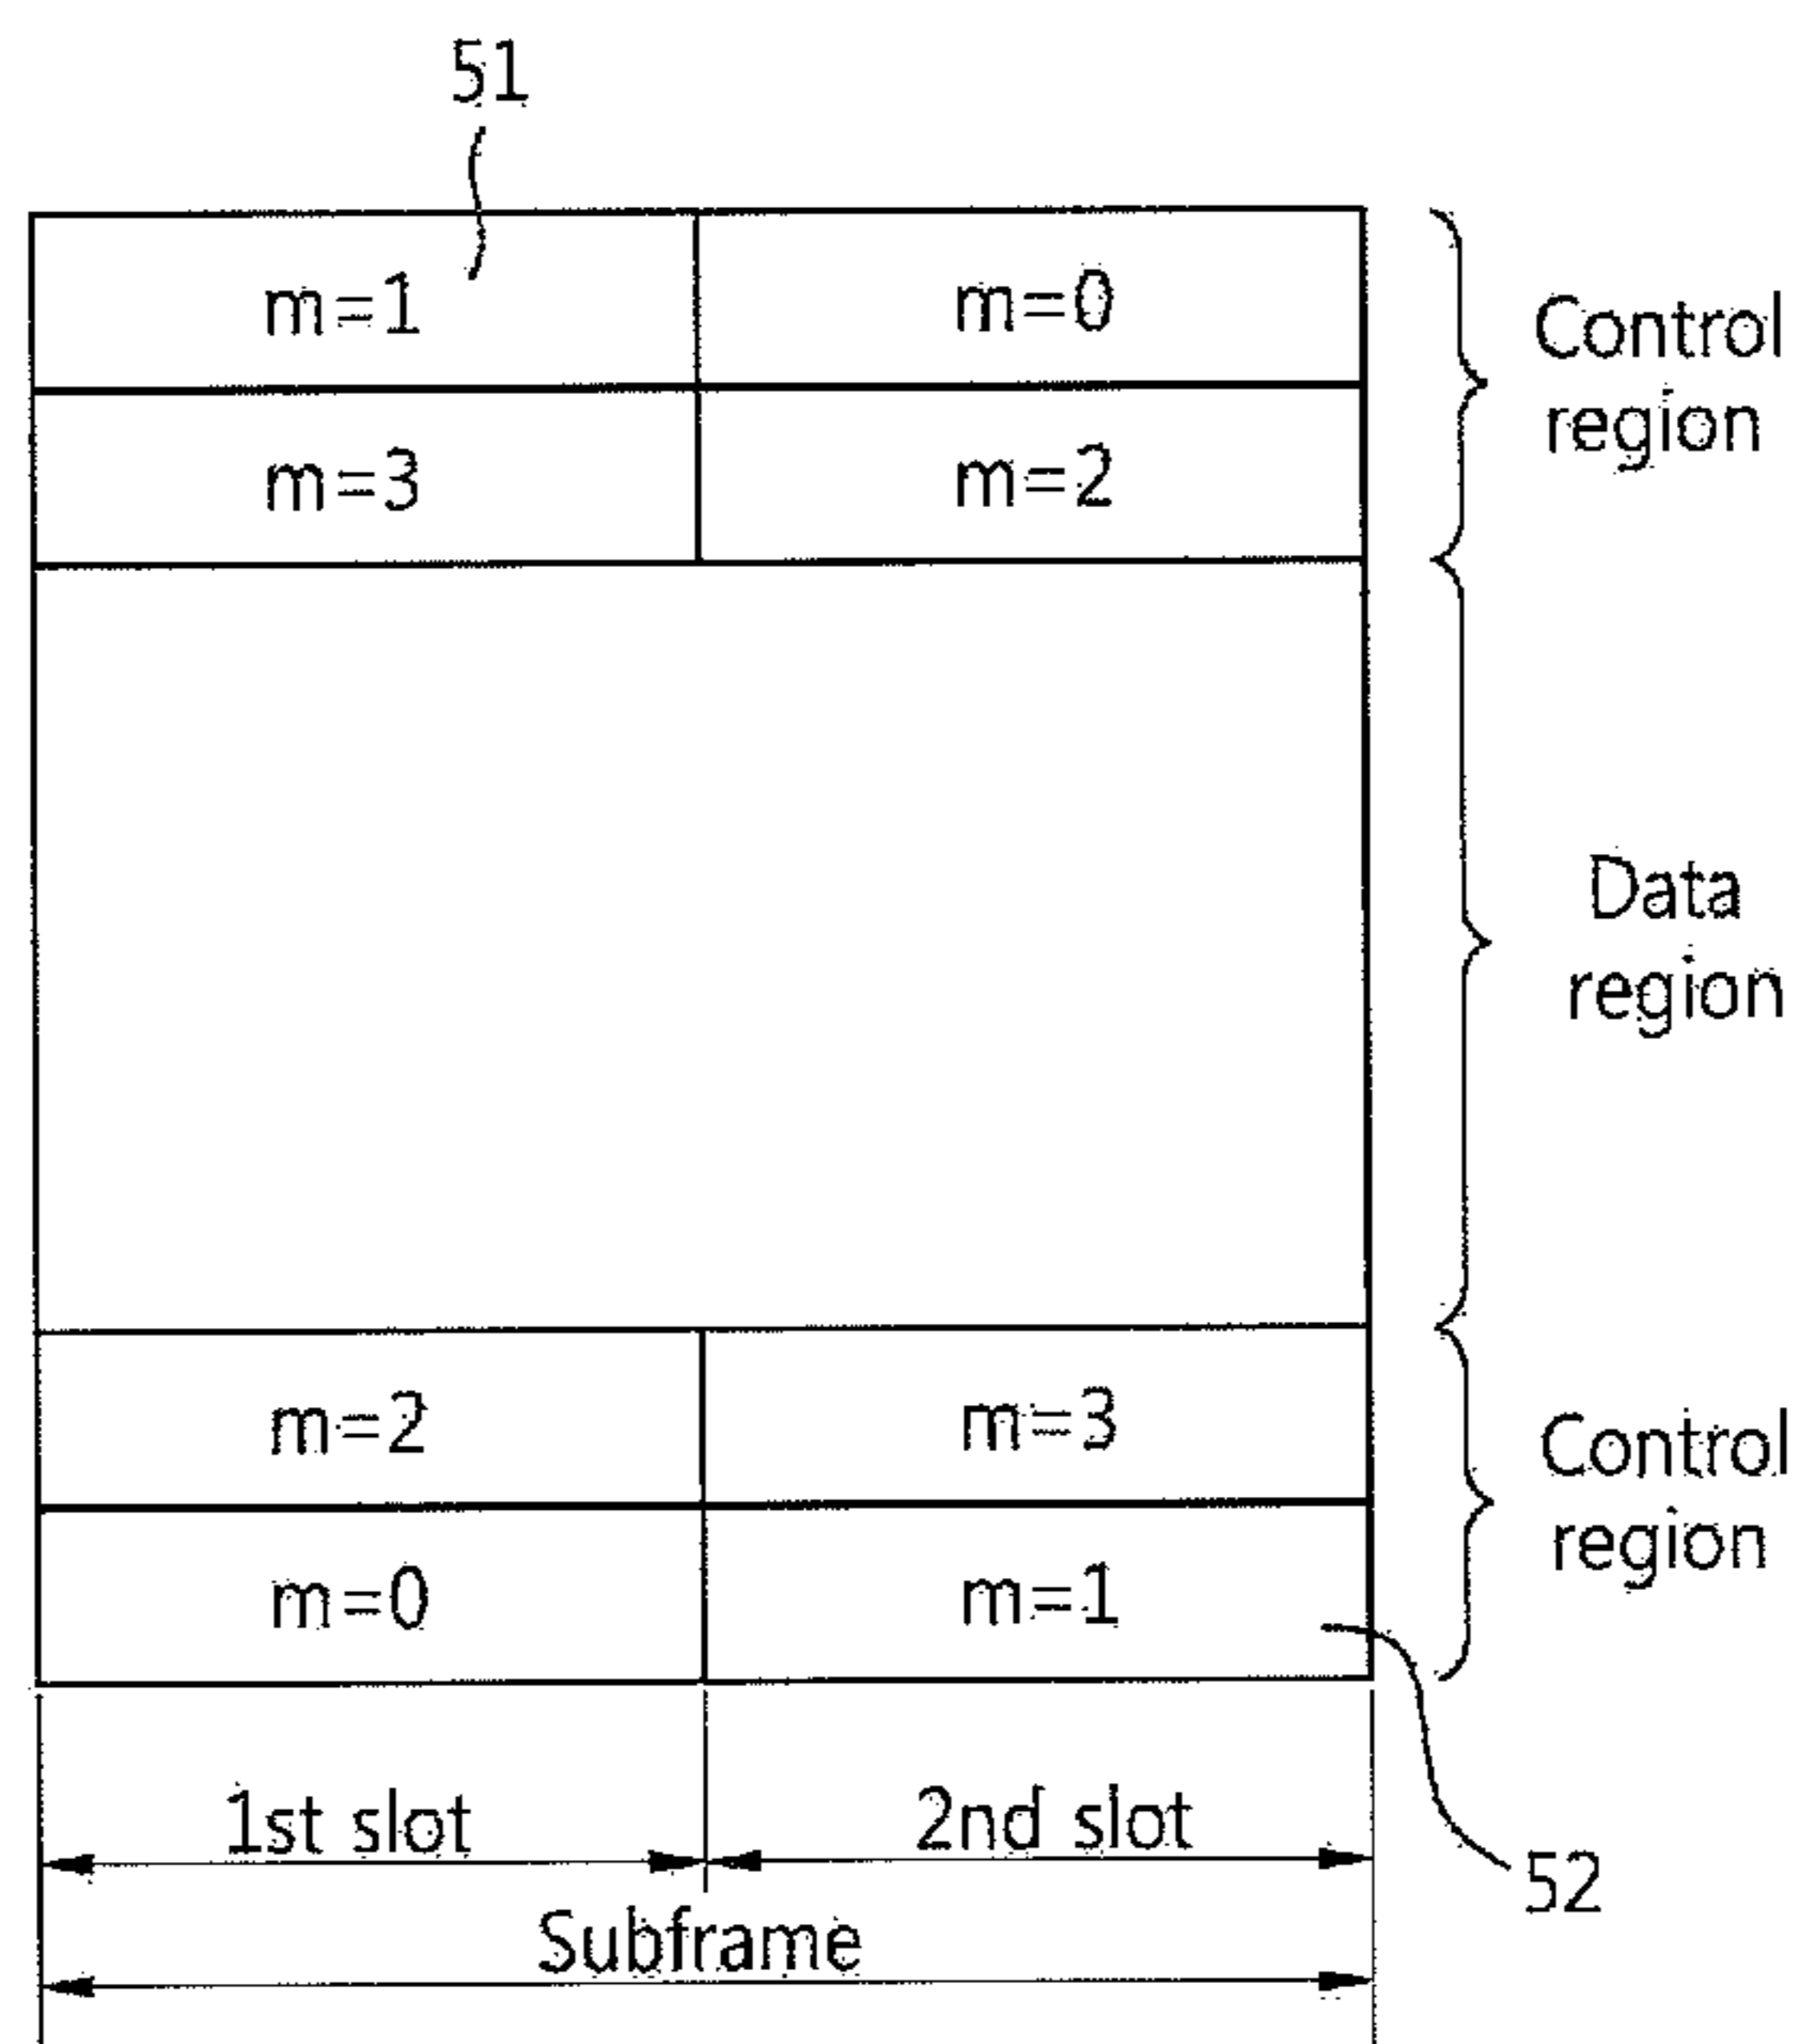 51
m=1
m=0
Control
region
m=3
m=2
Data
region
m=2
m=3
Control
region
m=0
m=1
1st slot
2nd slot
52
Subframe